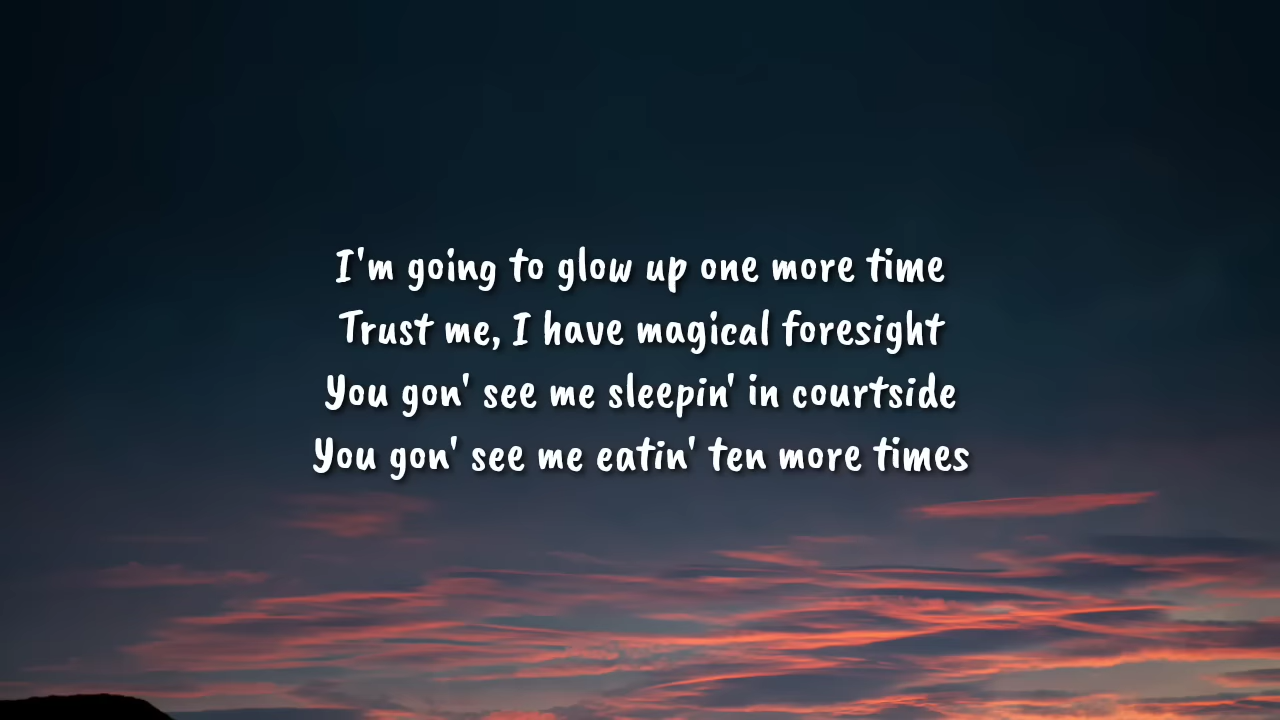 I'm going to glow up one more time
Trust me, I have magical foresight
You gon' see me sleepin' in courtside
You gon' see me eatin' ten more times